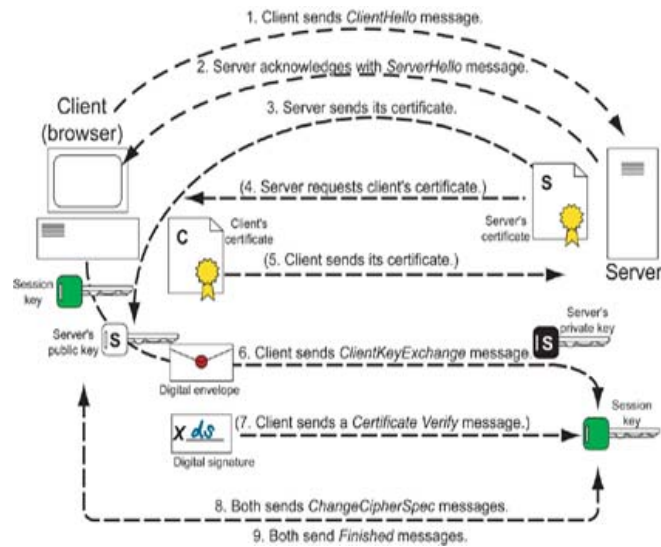 1. Client sends ClientHello message.
2. Server acknowledges with ServerHello message.
Client
(browser)
3. Server sends its certificate.
(4. Server requests client's certificate.)
S
Server's
certificate
C
Client's
certificate
(5. Client sends its certificate.)
Server
Session
key
Server's
public key
S
Server's
private key
S
6. Client sends ClientKeyExchange message.
Digital envelope
(7. Client sends a Certificate Verify message.)
X ds
Digital signature
Session
key
8. Both sends ChangeCipherSpec messages.
9. Both send Finished messages.